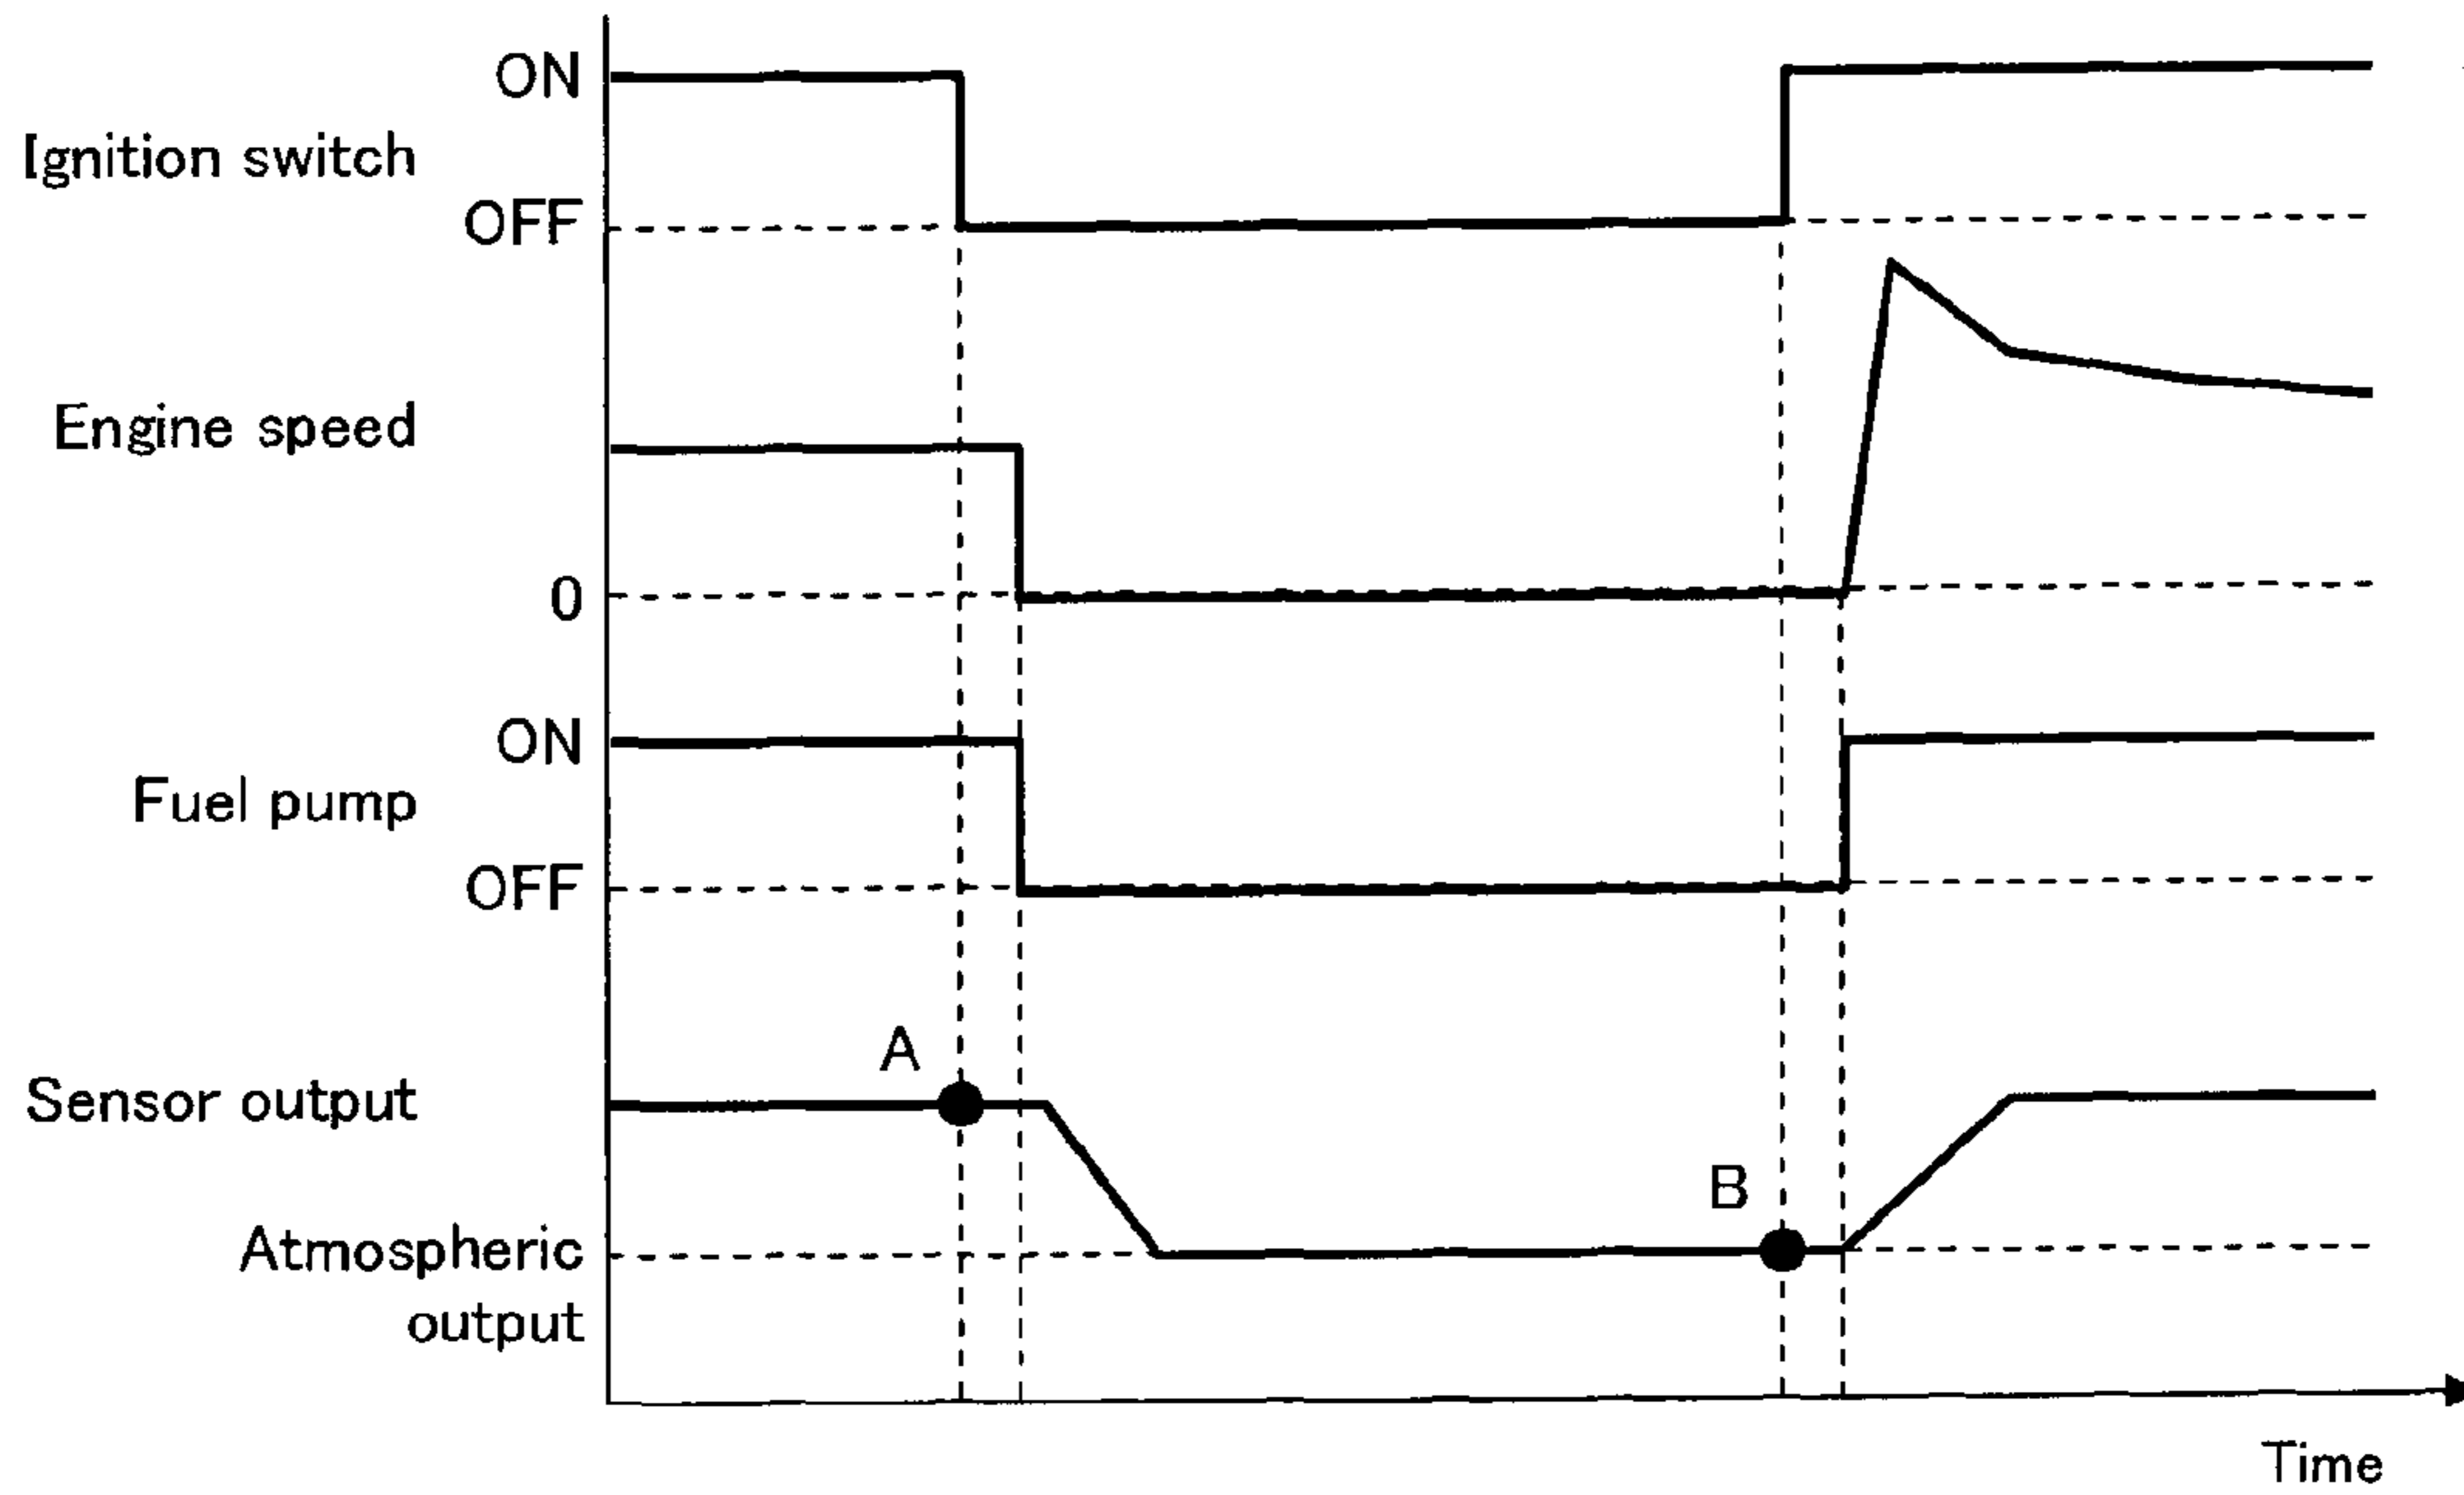 ON
Ignition switch
OFF
Engine speed
0
ON
Fuel pump
OFF
A
Sensor output
B
Atmospheric
output
Time